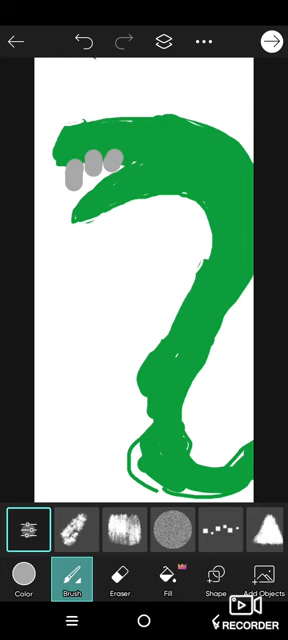 Color
Brush
Eraser
Fill
Shape
Add Objects
RECORDER